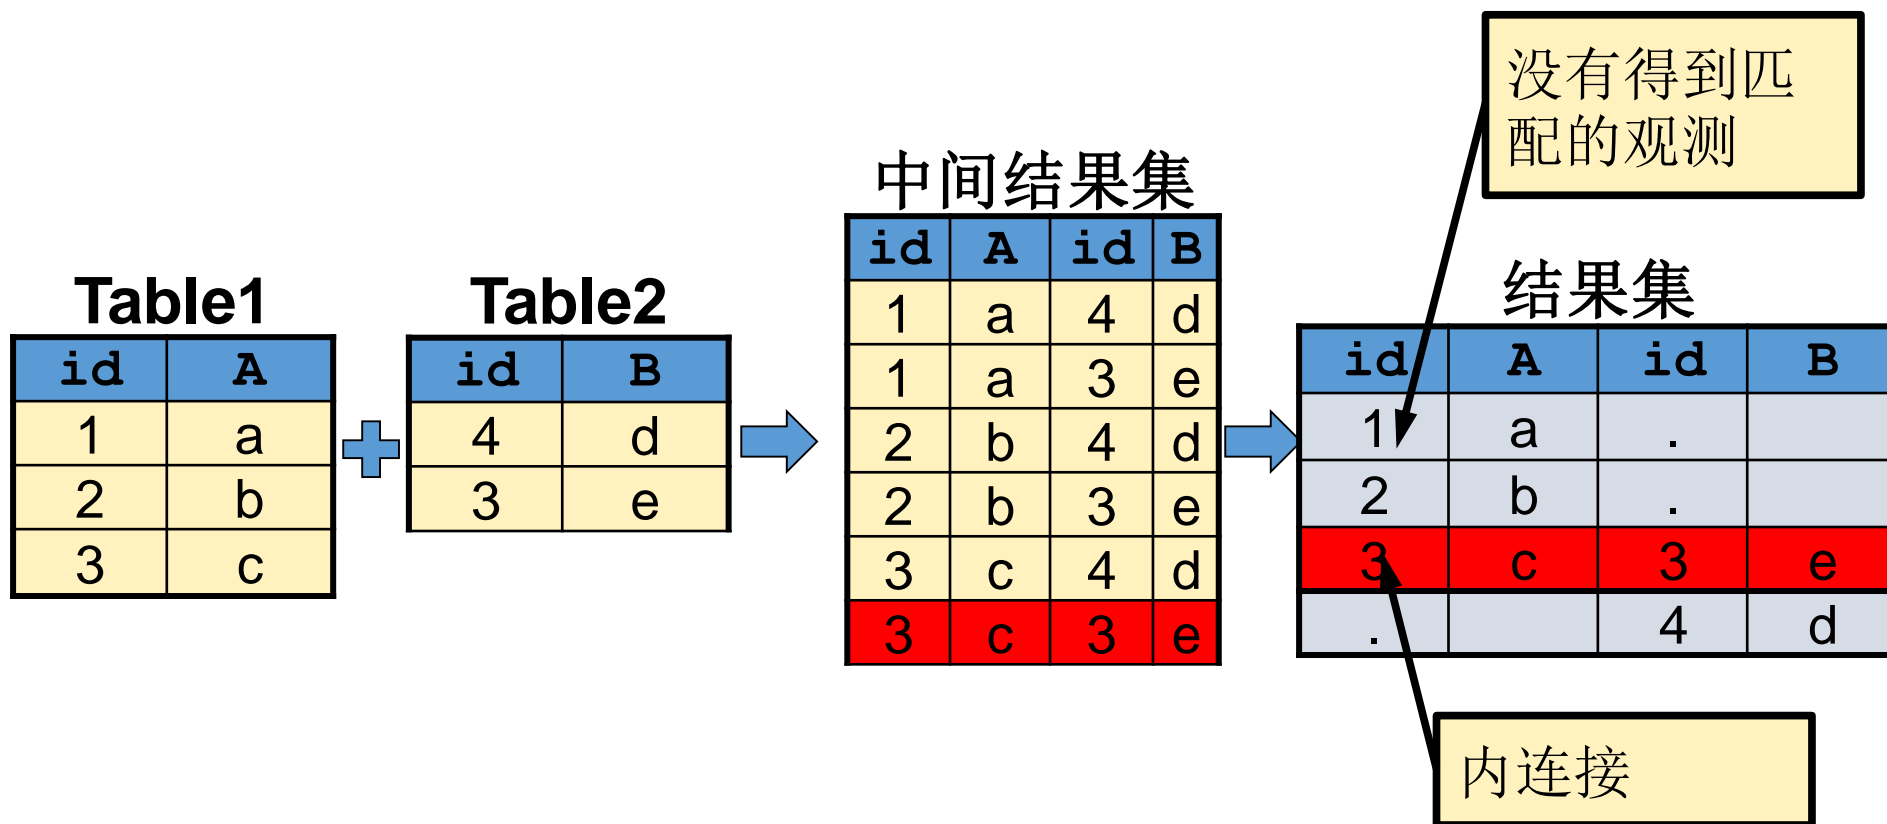 没有得到匹
配的观测
中间结果集
id A id B
1 a 4 d
1 a 3 e
2 b 4 d
2 b 3 e
3 c 4 d
3 c 3 e
Table1
id A
1 a
2 b
3 c
Table2
id B
4 d
3 e
结果集
id A id B
1 a .
2 b .
3 c 3 e
. 4 d
内连接